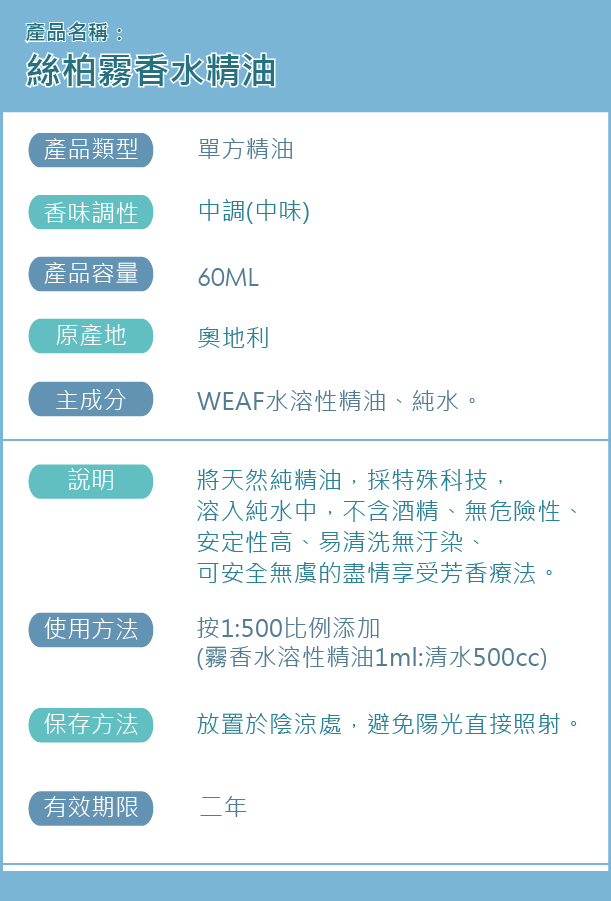 產品名稱：
絲柏霧香水精油
產品類型 單方精油
香味調性 中調(中味)
產品容量 60ML
原產地 奧地利
主成分 WEAF水溶性精油、純水。
說明 將天然純精油，採特殊科技，
溶入純水中，不含酒精、無危險性、
安定性高、易清洗無汙染、
可安全無虞的盡情享受芳香療法。
使用方法 按1:500比例添加
(霧香水溶性精油1ml:清水500cc)
保存方法 放置於陰涼處，避免陽光直接照射。
有效期限 二年